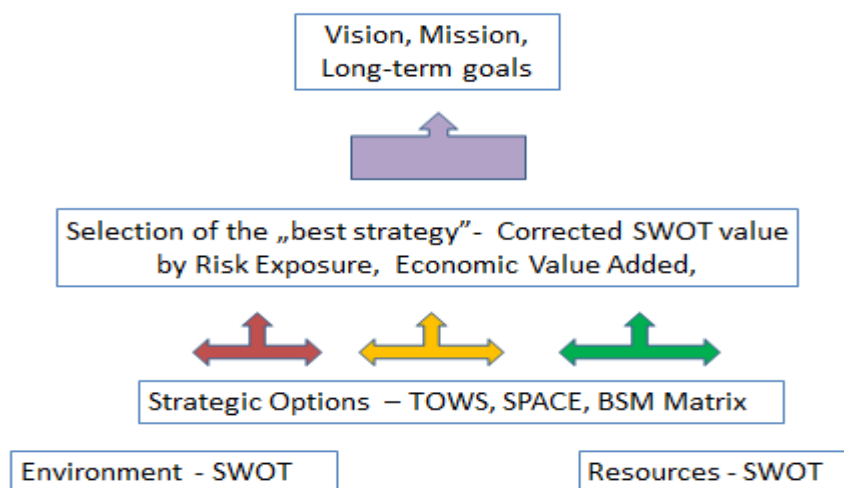 Vision, Mission,
Long-term goals
Selection of the „best strategy”- Corrected SWOT value
by Risk Exposure, Economic Value Added,
Strategic Options – TOWS, SPACE, BSM Matrix
Environment - SWOT
Resources - SWOT